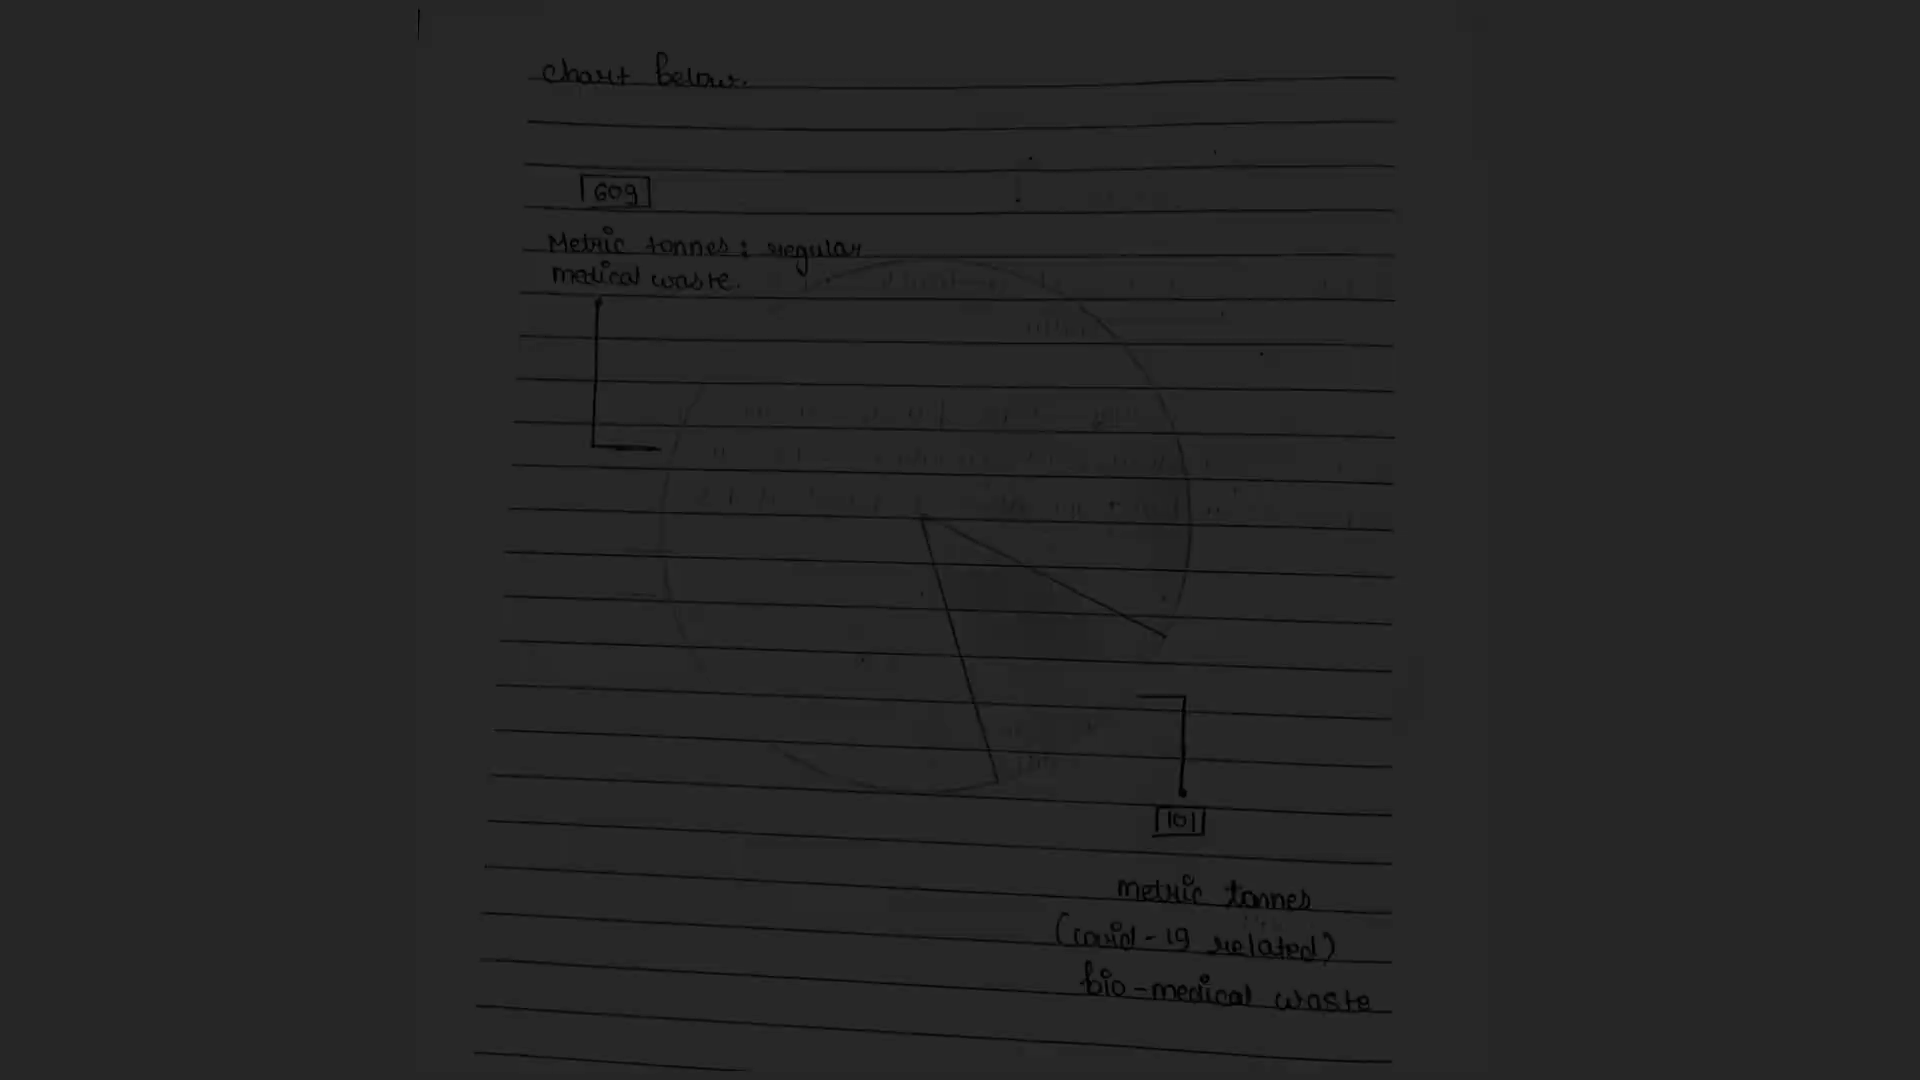 chart below.
609
Metric tonnes: regular
medical waste.
101
metric tonnes
(covid-19 related)
bio-medical waste